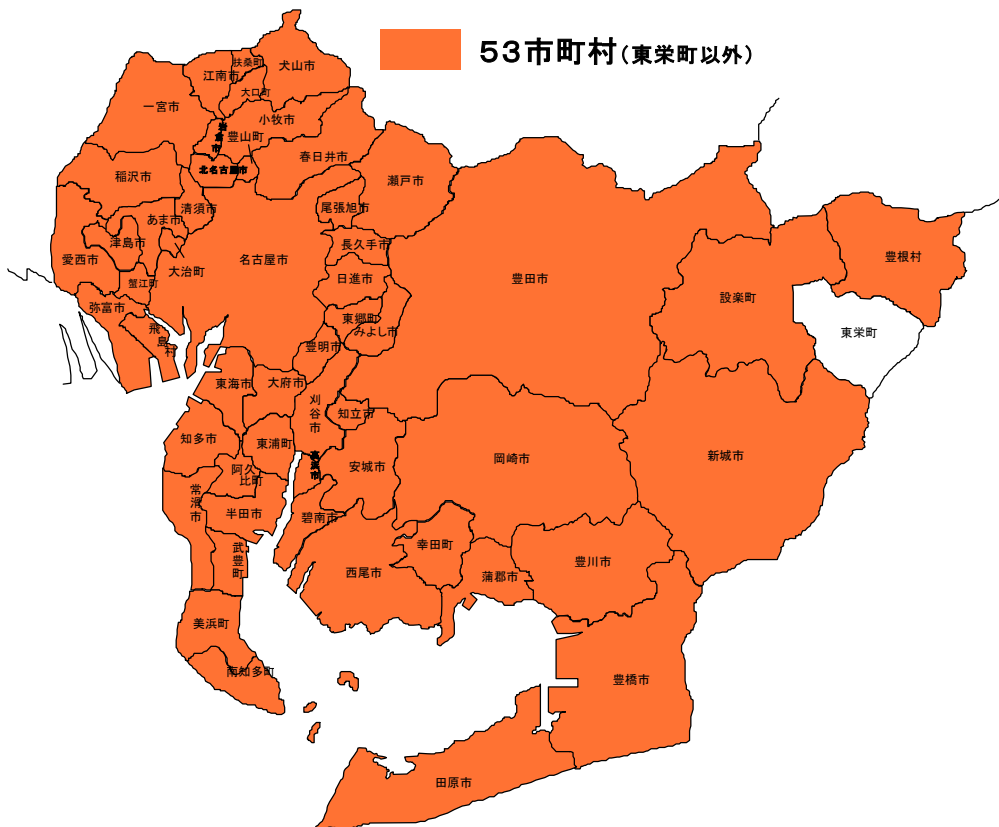 53市町村(東栄町以外)
扶桑町
犬山市
江南市
大口町
一宮市
小牧市
岩倉市
豊山町
春日井市
北名古屋市
瀬戸市
稲沢市
清須市
尾張旭市
あま市
津島市
長久手市
愛西市
大治町
名古屋市
豊根村
日進市
豊田市
蟹江町
設楽町
弥富市
東郷町
みよし市
飛島村
東栄町
豊明市
東海市
大府市
刈谷市
知立市
知多市
東浦町
高浜市
安城市
岡崎市
新城市
阿久比町
常滑市
半田市
碧南市
幸田町
武豊町
西尾市
蒲郡市
豊川市
美浜町
南知多町
豊橋市
田原市